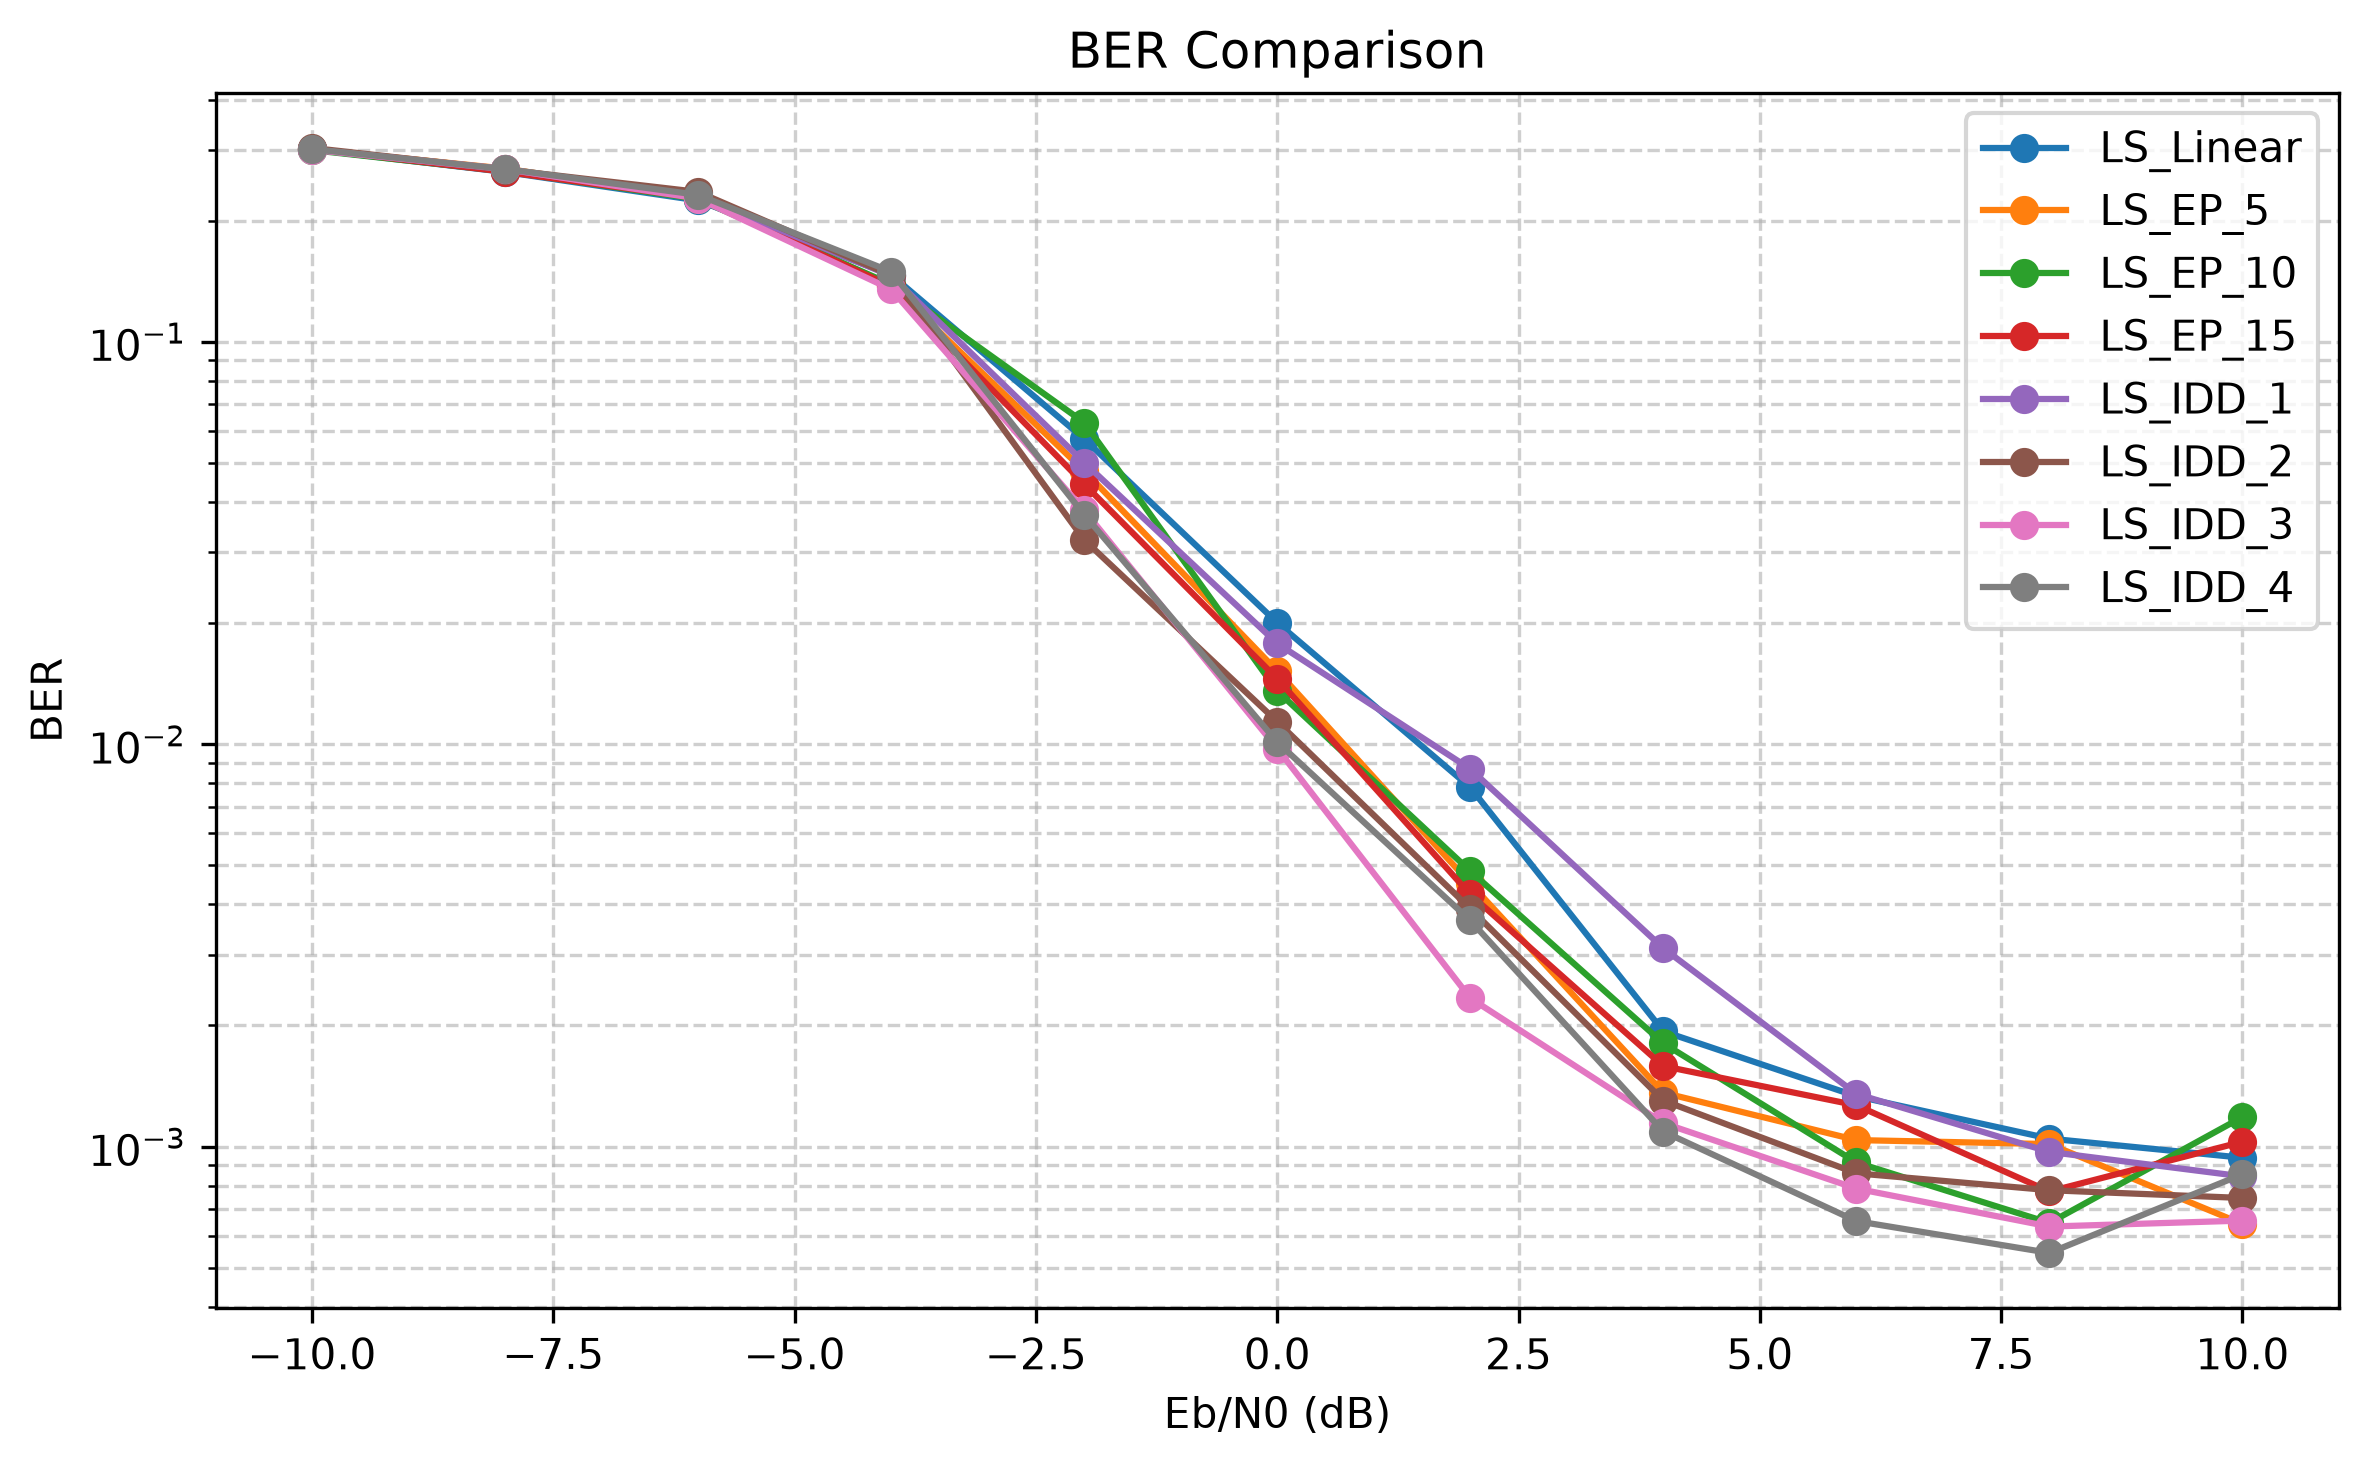 BER Comparison
LS_Linear
LS_EP_5
LS_EP_10
LS_EP_15
LS_IDD_1
LS_IDD_2
LS_IDD_3
LS_IDD_4
BER
10⁻¹
10⁻²
10⁻³
−10.0 −7.5 −5.0 −2.5 0.0 2.5 5.0 7.5 10.0
Eb/N0 (dB)